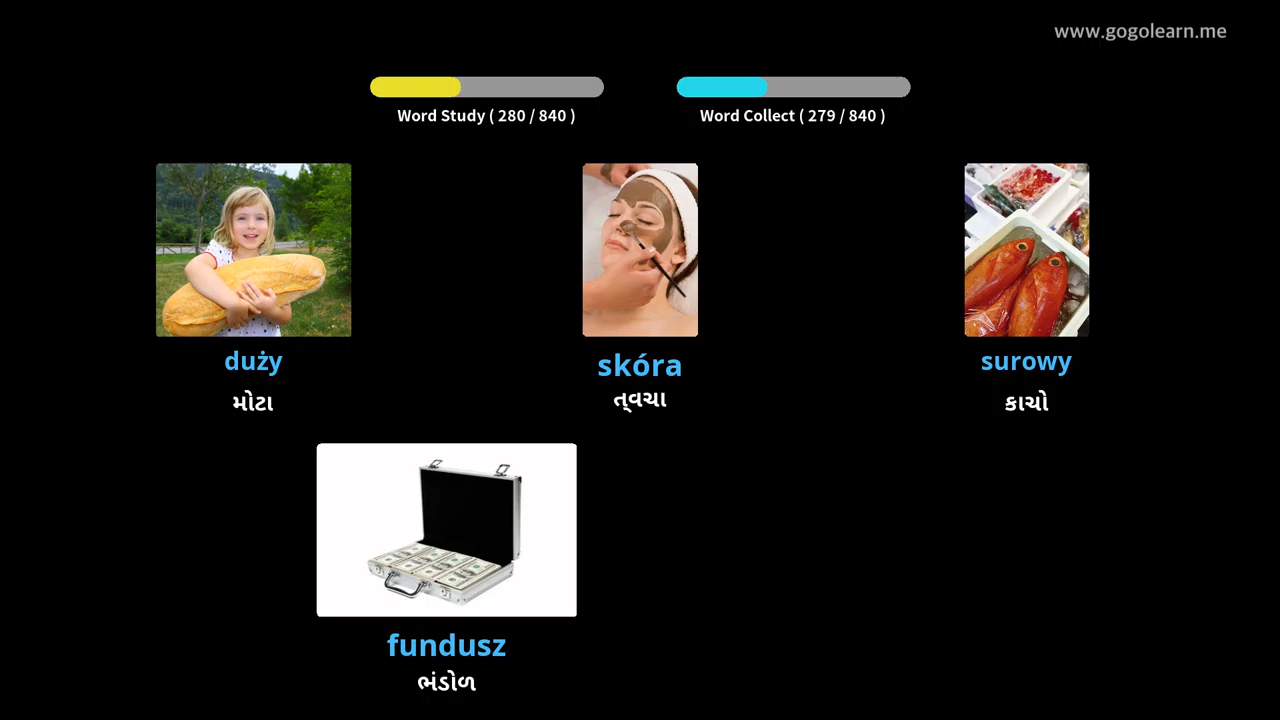 www.gogolearn.me
Word Study ( 280 / 840 )
Word Collect ( 279 / 840 )
duży
મોટા
skóra
ત્વચા
surowy
કાચો
fundusz
ભંડોળ